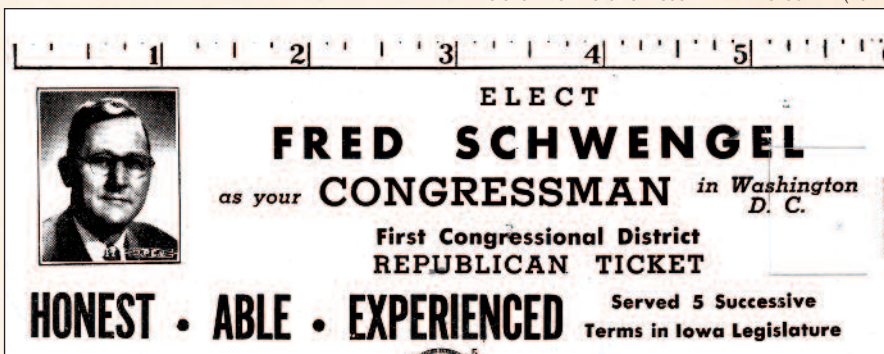 1 2 3 4 5
ELECT
FRED SCHWENGEL
as your CONGRESSMAN in Washington D. C.
First Congressional District
REPUBLICAN TICKET
HONEST • ABLE • EXPERIENCED
Served 5 Successive
Terms in Iowa Legislature